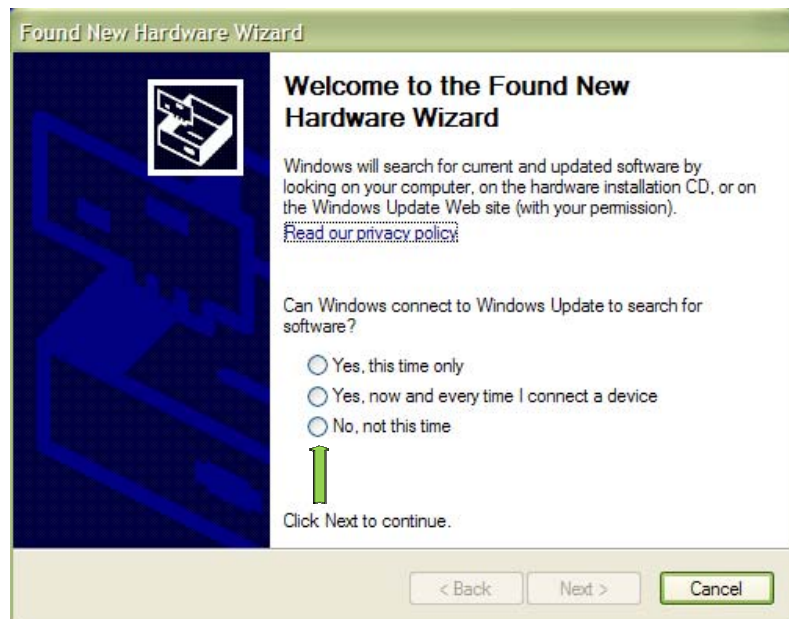 Found New Hardware Wizard
Welcome to the Found New
Hardware Wizard
Windows will search for current and updated software by
looking on your computer, on the hardware installation CD, or on
the Windows Update Web site (with your permission).
Read our privacy policy
Can Windows connect to Windows Update to search for
software?
Yes, this time only
Yes, now and every time I connect a device
No, not this time
Click Next to continue.
< Back Next > Cancel